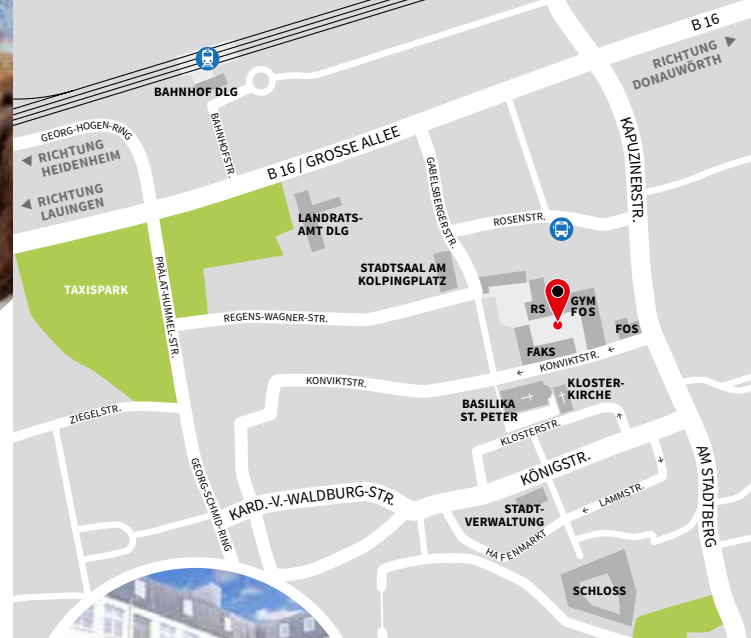 B 16
RICHTUNG
DONAUWÖRTH
BAHNHOF DLG
GEORG-HOGEN-RING
BAHNHOFSTR.
KAPUZINERSTR.
RICHTUNG
HEIDENHEIM
B 16 / GROSSE ALLEE
RICHTUNG
LAUINGEN
GABELSBERGERSTR.
LANDRATS-
AMT DLG
ROSENSTR.
STADTSAAL AM
KOLPINGPLATZ
TAXISPARK
PRÄLAT-HUMMEL-STR.
REGENS-WAGNER-STR.
RS
GYM
FOS
FOS
FAKS
KONVIKTSTR.
KONVIKTSTR.
KLOSTER-
KIRCHE
BASILIKA
ST. PETER
ZIEGELSTR.
KLOSTERSTR.
KÖNIGSTR.
AM STADTBERG
GEORG-SCHMID-RING
KARD.-V.-WALDBURG-STR.
LAMMSTR.
STADT-
VERWALTUNG
HAFENMARKT
SCHLOSS